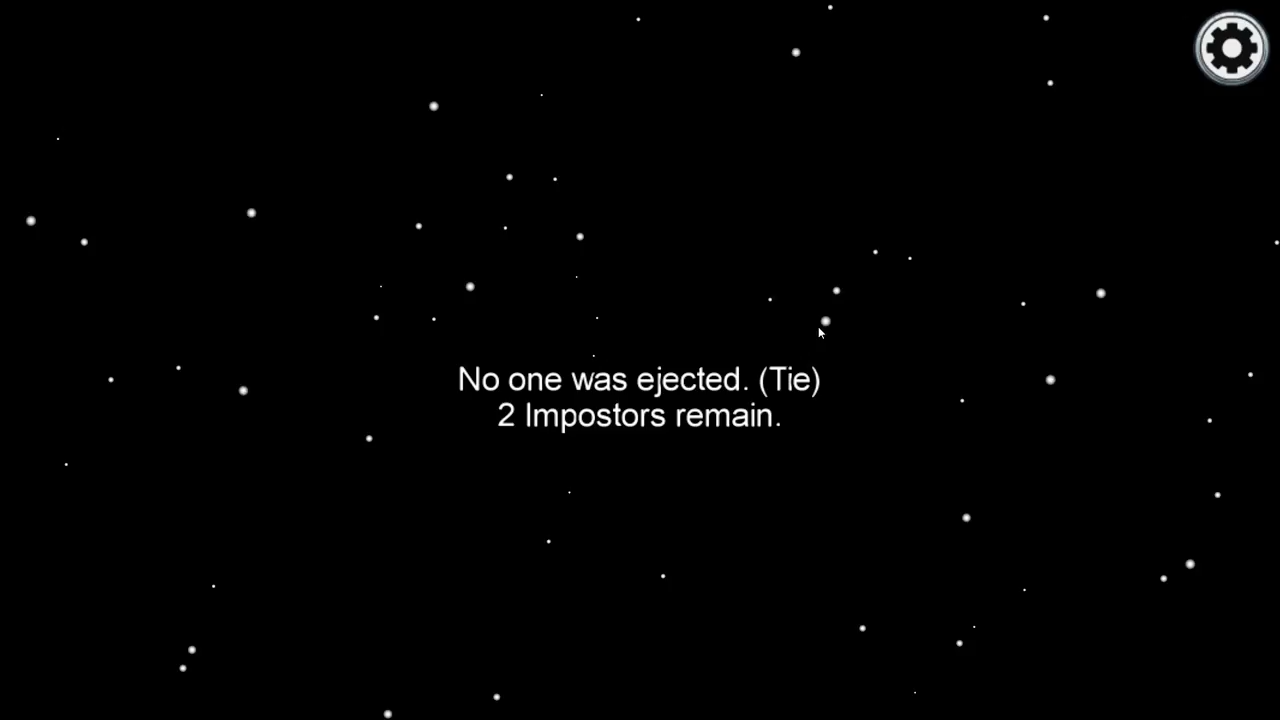 No one was ejected. (Tie)
2 Impostors remain.